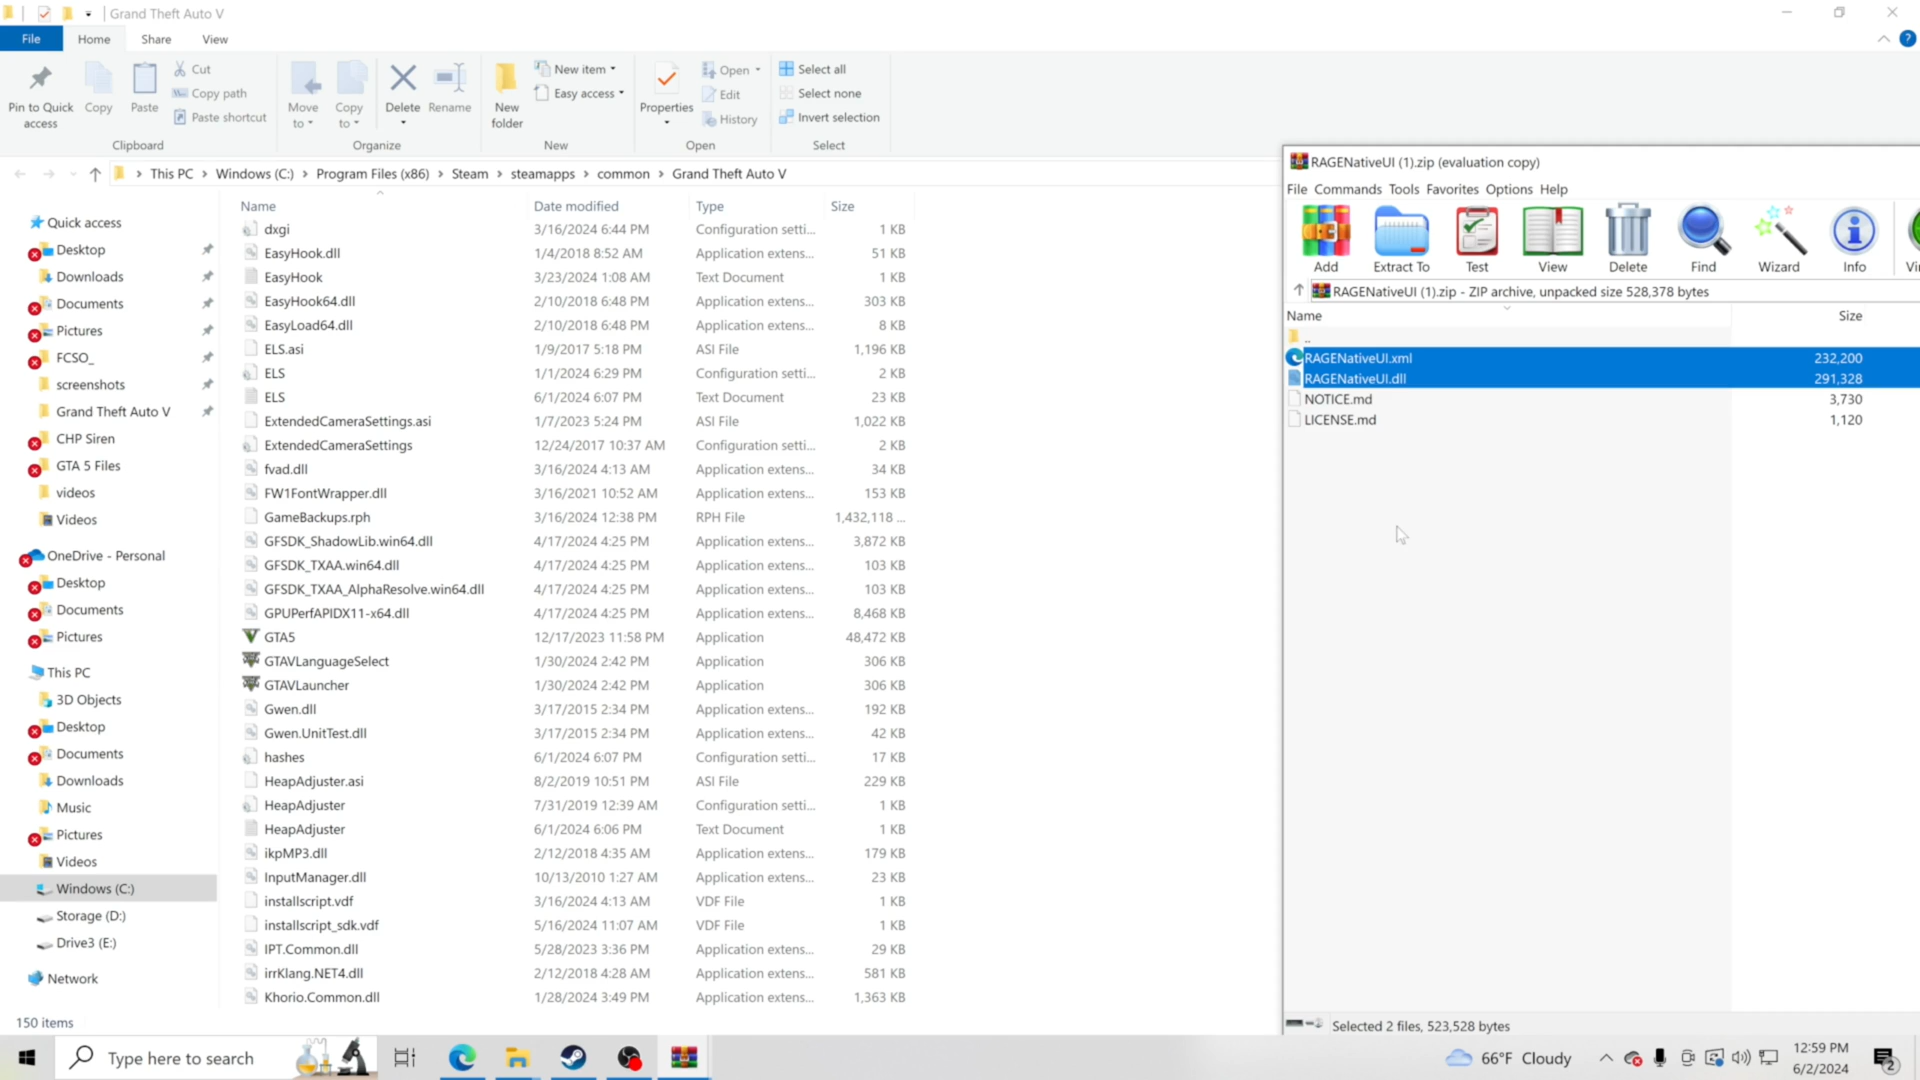 Grand Theft Auto V
File Home Share View
Pin to Quick access
Copy
Paste
Cut
Copy path
Paste shortcut
Clipboard
Move to
Copy to
Delete
Rename
Organize
New folder
New item
Easy access
New
Properties
Open
Edit
History
Open
Select all
Select none
Invert selection
Select
This PC > Windows (C:) > Program Files (x86) > Steam > steamapps > common > Grand Theft Auto V
Quick access
Desktop
Downloads
Documents
Pictures
FCSO_
screenshots
Grand Theft Auto V
CHP Siren
GTA 5 Files
videos
Videos
OneDrive - Personal
Desktop
Documents
Pictures
This PC
3D Objects
Desktop
Documents
Downloads
Music
Pictures
Videos
Windows (C:)
Storage (D:)
Drive3 (E:)
Network
Name Date modified Type Size
dxgi 3/16/2024 6:44 PM Configuration setti... 1 KB
EasyHook.dll 1/4/2018 8:52 AM Application extens... 51 KB
EasyHook 3/23/2024 1:08 AM Text Document 1 KB
EasyHook64.dll 2/10/2018 6:48 PM Application extens... 303 KB
EasyLoad64.dll 2/10/2018 6:48 PM Application extens... 8 KB
ELS.asi 1/9/2017 5:18 PM ASI File 1,196 KB
ELS 1/1/2024 6:29 PM Configuration setti... 2 KB
ELS 6/1/2024 6:07 PM Text Document 23 KB
ExtendedCameraSettings.asi 1/7/2023 5:24 PM ASI File 1,022 KB
ExtendedCameraSettings 12/24/2017 10:37 AM Configuration setti... 2 KB
fvad.dll 3/16/2024 4:13 AM Application extens... 34 KB
FW1FontWrapper.dll 3/16/2021 10:52 AM Application extens... 153 KB
GameBackups.rph 3/16/2024 12:38 PM RPH File 1,432,118 ...
GFSDK_ShadowLib.win64.dll 4/17/2024 4:25 PM Application extens... 3,872 KB
GFSDK_TXAA.win64.dll 4/17/2024 4:25 PM Application extens... 103 KB
GFSDK_TXAA_AlphaResolve.win64.dll 4/17/2024 4:25 PM Application extens... 103 KB
GPUPerfAPIDX11-x64.dll 4/17/2024 4:25 PM Application extens... 8,468 KB
GTA5 12/17/2023 11:58 PM Application 48,472 KB
GTAVLanguageSelect 1/30/2024 2:42 PM Application 306 KB
GTAVLauncher 1/30/2024 2:42 PM Application 306 KB
Gwen.dll 3/17/2015 2:34 PM Application extens... 192 KB
Gwen.UnitTest.dll 3/17/2015 2:34 PM Application extens... 42 KB
hashes 6/1/2024 6:07 PM Configuration setti... 17 KB
HeapAdjuster.asi 8/2/2019 10:51 PM ASI File 229 KB
HeapAdjuster 7/31/2019 12:39 AM Configuration setti... 1 KB
HeapAdjuster 6/1/2024 6:06 PM Text Document 1 KB
ikpMP3.dll 2/12/2018 4:35 AM Application extens... 179 KB
InputManager.dll 10/13/2010 1:27 AM Application extens... 23 KB
installscript.vdf 3/16/2024 4:13 AM VDF File 1 KB
installscript_sdk.vdf 5/16/2024 11:07 AM VDF File 1 KB
IPT.Common.dll 5/28/2023 3:36 PM Application extens... 29 KB
irrKlang.NET4.dll 2/12/2018 4:28 AM Application extens... 581 KB
Khorio.Common.dll 1/28/2024 3:49 PM Application extens... 1,363 KB
150 items
RAGENativeUI (1).zip (evaluation copy)
File Commands Tools Favorites Options Help
Add Extract To Test View Delete Find Wizard Info
RAGENativeUI (1).zip - ZIP archive, unpacked size 528,378 bytes
Name Size
..
RAGENativeUI.xml 232,200
RAGENativeUI.dll 291,328
NOTICE.md 3,730
LICENSE.md 1,120
Selected 2 files, 523,528 bytes
Type here to search
66°F Cloudy
12:59 PM
6/2/2024
2